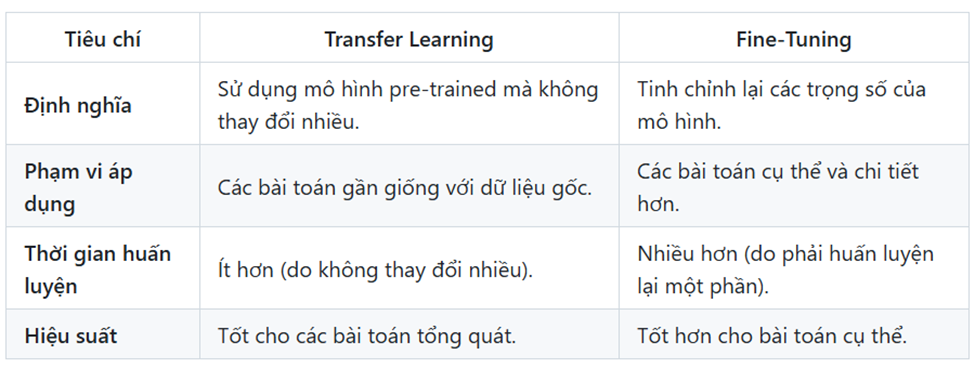 Tiêu chí Transfer Learning Fine-Tuning
Định nghĩa
Sử dụng mô hình pre-trained mà không
thay đổi nhiều.
Tinh chỉnh lại các trọng số của
mô hình.
Phạm vi áp
dụng
Các bài toán gần giống với dữ liệu gốc.
Các bài toán cụ thể và chi tiết
hơn.
Thời gian huấn
luyện
Ít hơn (do không thay đổi nhiều).
Nhiều hơn (do phải huấn luyện
lại một phần).
Hiệu suất
Tốt cho các bài toán tổng quát.
Tốt hơn cho bài toán cụ thể.